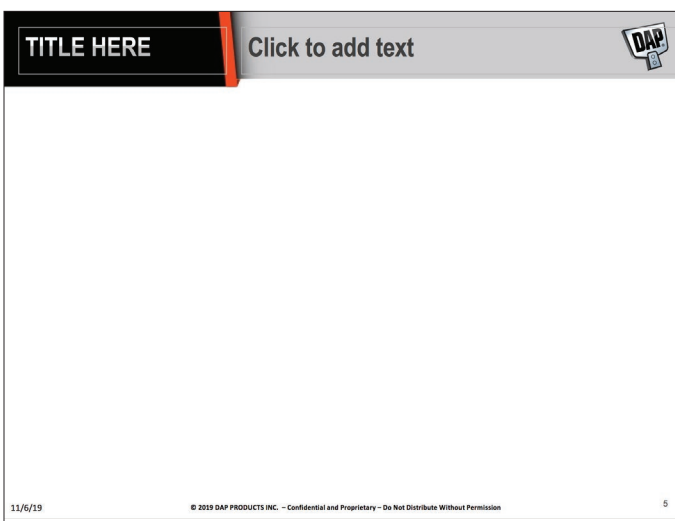 TITLE HERE
Click to add text
DAP
11/6/19
© 2019 DAP PRODUCTS INC. – Confidential and Proprietary – Do Not Distribute Without Permission
5